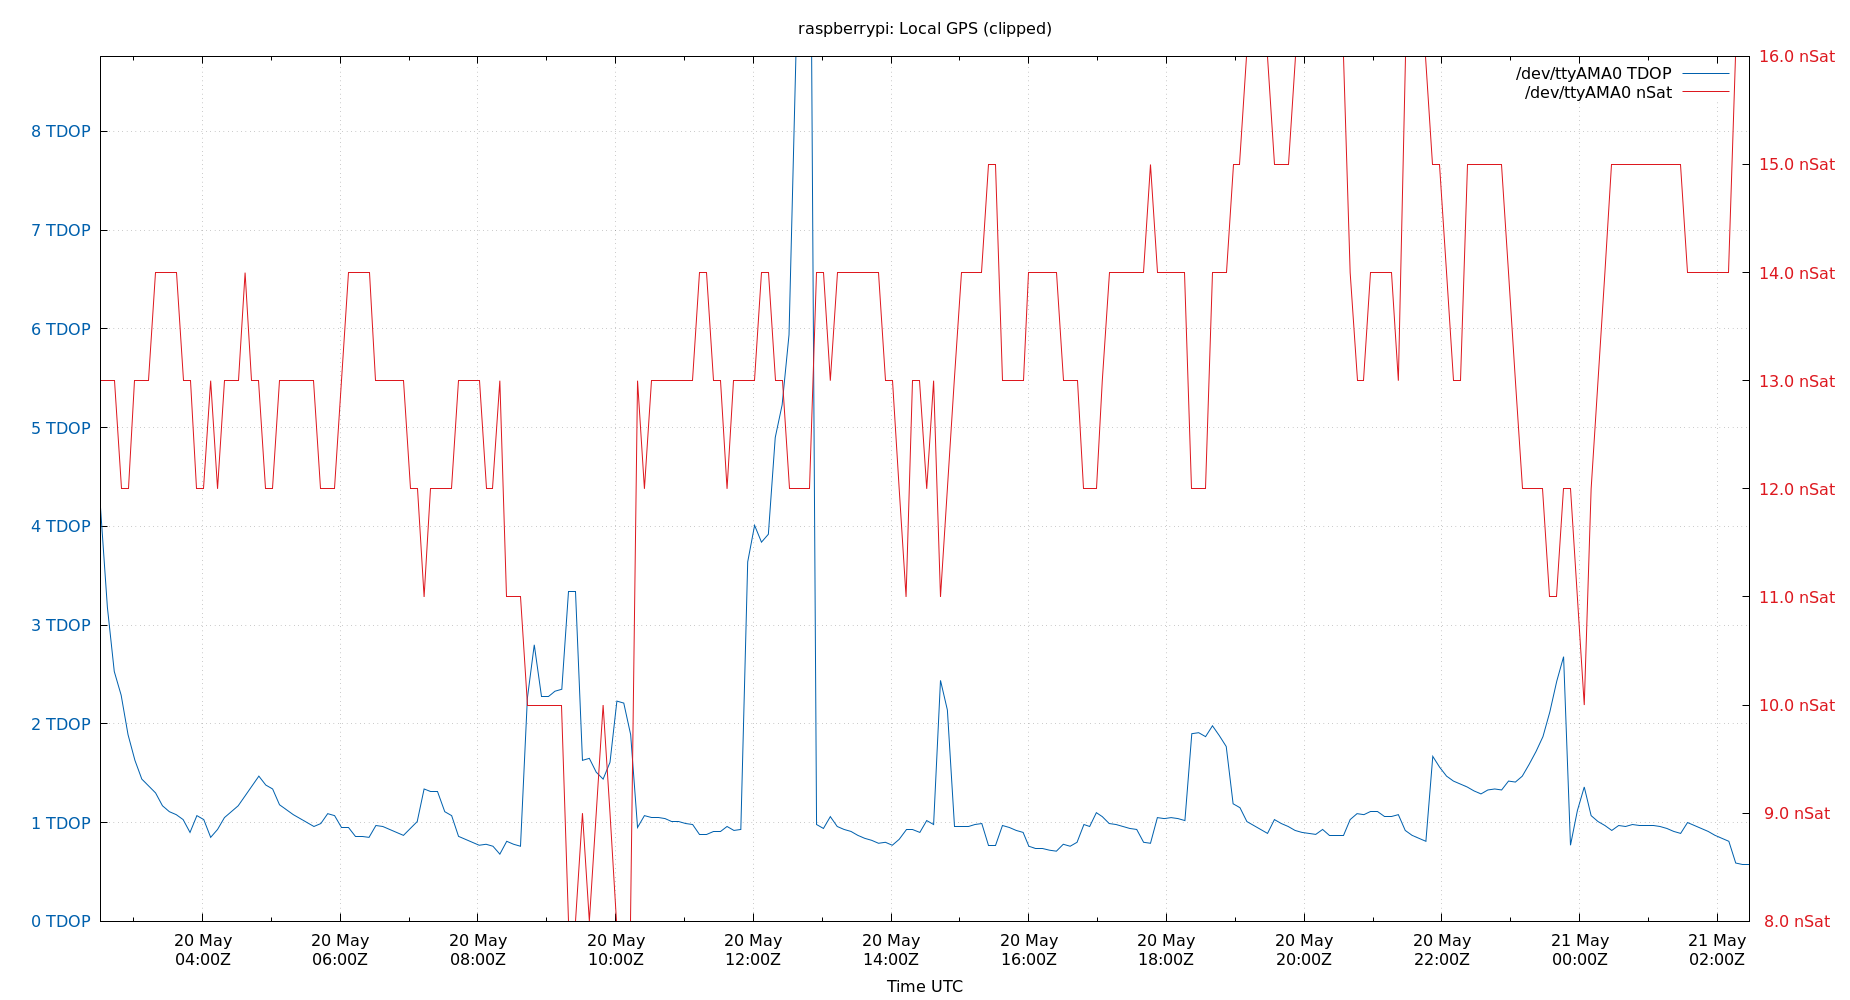 raspberrypi: Local GPS (clipped)
/dev/ttyAMA0 TDOP
/dev/ttyAMA0 nSat
8 TDOP
7 TDOP
6 TDOP
5 TDOP
4 TDOP
3 TDOP
2 TDOP
1 TDOP
0 TDOP
16.0 nSat
15.0 nSat
14.0 nSat
13.0 nSat
12.0 nSat
11.0 nSat
10.0 nSat
9.0 nSat
8.0 nSat
20 May
04:00Z
20 May
06:00Z
20 May
08:00Z
20 May
10:00Z
20 May
12:00Z
20 May
14:00Z
20 May
16:00Z
20 May
18:00Z
20 May
20:00Z
20 May
22:00Z
21 May
00:00Z
21 May
02:00Z
Time UTC